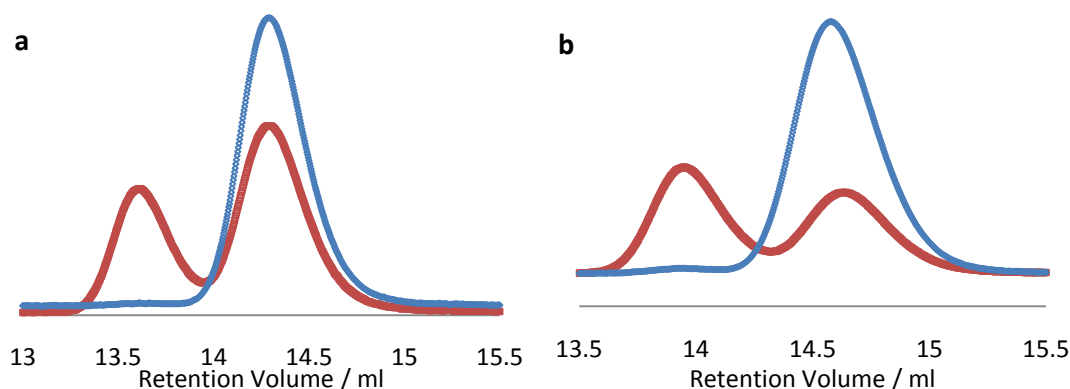 a
13 13.5 14 14.5 15 15.5
Retention Volume / ml
b
13.5 14 14.5 15 15.5
Retention Volume / ml